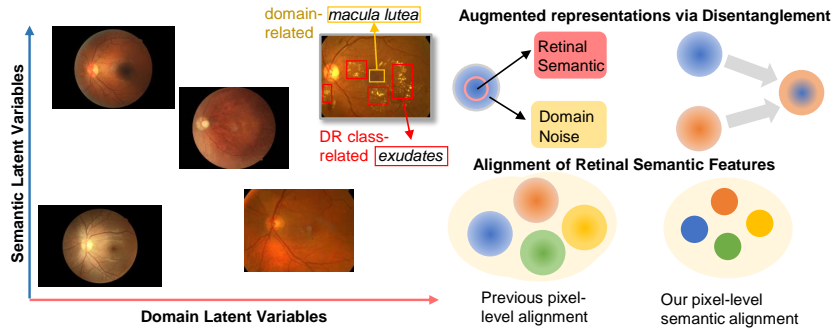 domain-
related macula lutea
DR class-
related exudates
Semantic Latent Variables
Domain Latent Variables
Augmented representations via Disentanglement
Retinal
Semantic
Domain
Noise
Alignment of Retinal Semantic Features
Previous pixel-
level alignment
Our pixel-level
semantic alignment